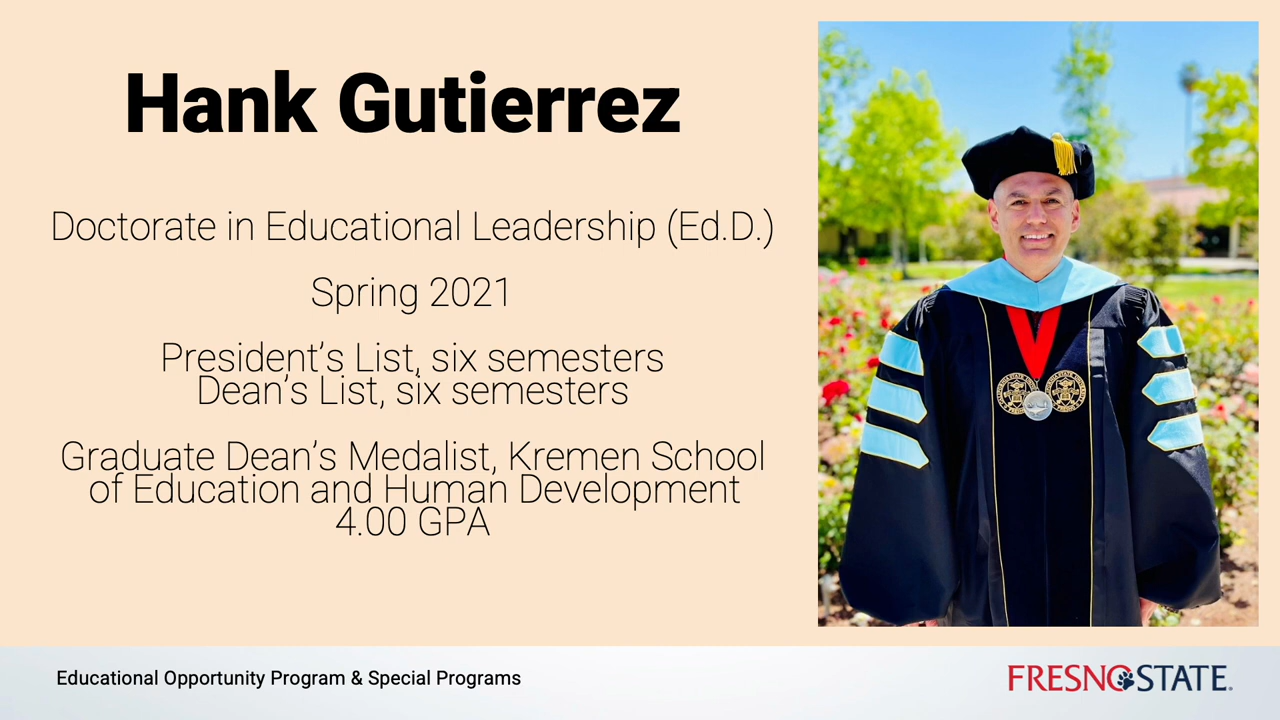 Hank Gutierrez
Doctorate in Educational Leadership (Ed.D.)
Spring 2021
President’s List, six semesters
Dean’s List, six semesters
Graduate Dean’s Medalist, Kremen School
of Education and Human Development
4.00 GPA
Educational Opportunity Program & Special Programs
FRESNO STATE